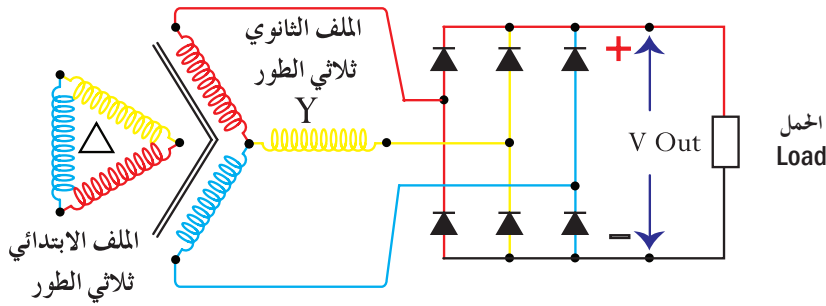 الملف الثانوي
ثلاثي الطور
Y
△
الملف الابتدائي
ثلاثي الطور
+
V Out
−
الحمل
Load